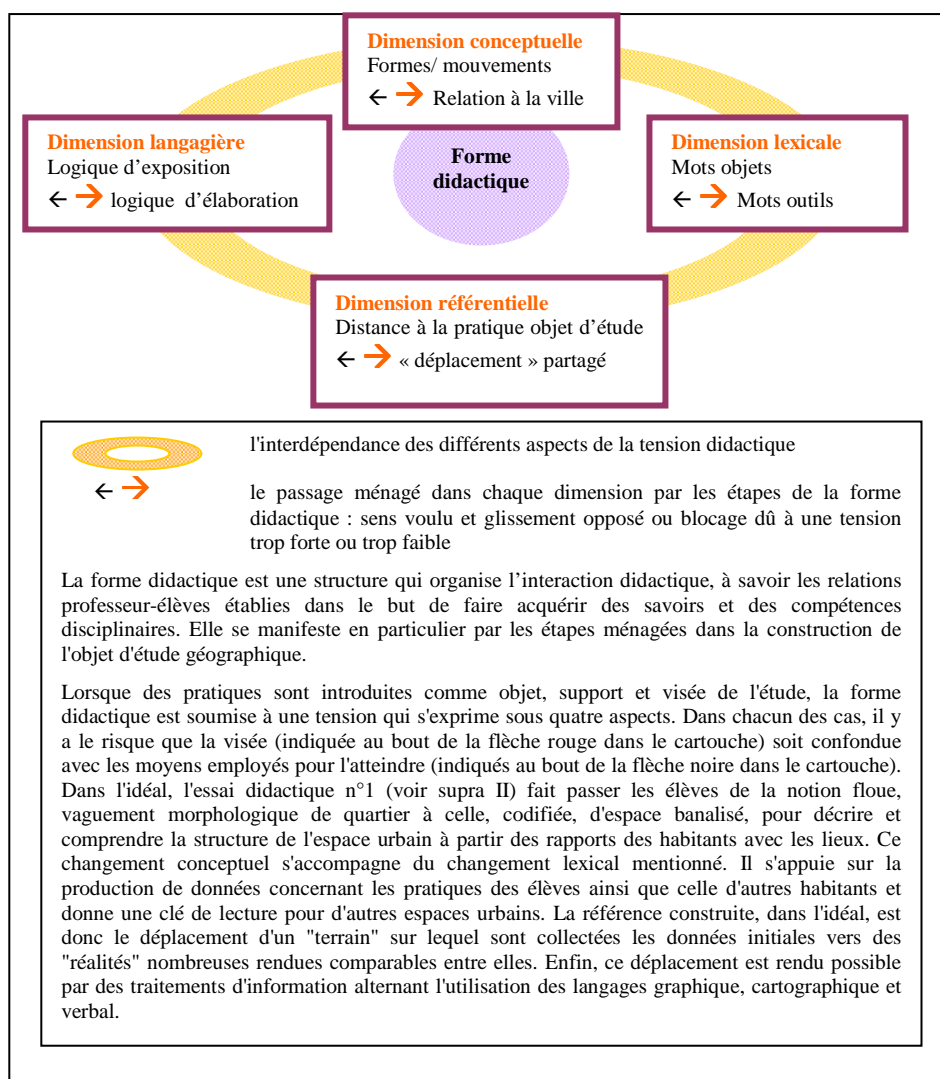 Dimension conceptuelle
Formes/ mouvements
← → Relation à la ville
Dimension langagière
Logique d’exposition
← → logique d’élaboration
Forme
didactique
Dimension lexicale
Mots objets
← → Mots outils
Dimension référentielle
Distance à la pratique objet d’étude
← → « déplacement » partagé
l'interdépendance des différents aspects de la tension didactique
← →
le passage ménagé dans chaque dimension par les étapes de la forme
didactique : sens voulu et glissement opposé ou blocage dû à une tension
trop forte ou trop faible
La forme didactique est une structure qui organise l’interaction didactique, à savoir les relations
professeur-élèves établies dans le but de faire acquérir des savoirs et des compétences
disciplinaires. Elle se manifeste en particulier par les étapes ménagées dans la construction de
l'objet d'étude géographique.
Lorsque des pratiques sont introduites comme objet, support et visée de l'étude, la forme
didactique est soumise à une tension qui s'exprime sous quatre aspects. Dans chacun des cas, il y
a le risque que la visée (indiquée au bout de la flèche rouge dans le cartouche) soit confondue
avec les moyens employés pour l'atteindre (indiqués au bout de la flèche noire dans le cartouche).
Dans l'idéal, l'essai didactique n°1 (voir supra II) fait passer les élèves de la notion floue,
vaguement morphologique de quartier à celle, codifiée, d'espace banalisé, pour décrire et
comprendre la structure de l'espace urbain à partir des rapports des habitants avec les lieux. Ce
changement conceptuel s'accompagne du changement lexical mentionné. Il s'appuie sur la
production de données concernant les pratiques des élèves ainsi que celle d'autres habitants et
donne une clé de lecture pour d'autres espaces urbains. La référence construite, dans l'idéal, est
donc le déplacement d'un "terrain" sur lequel sont collectées les données initiales vers des
"réalités" nombreuses rendues comparables entre elles. Enfin, ce déplacement est rendu possible
par des traitements d'information alternant l'utilisation des langages graphique, cartographique et
verbal.